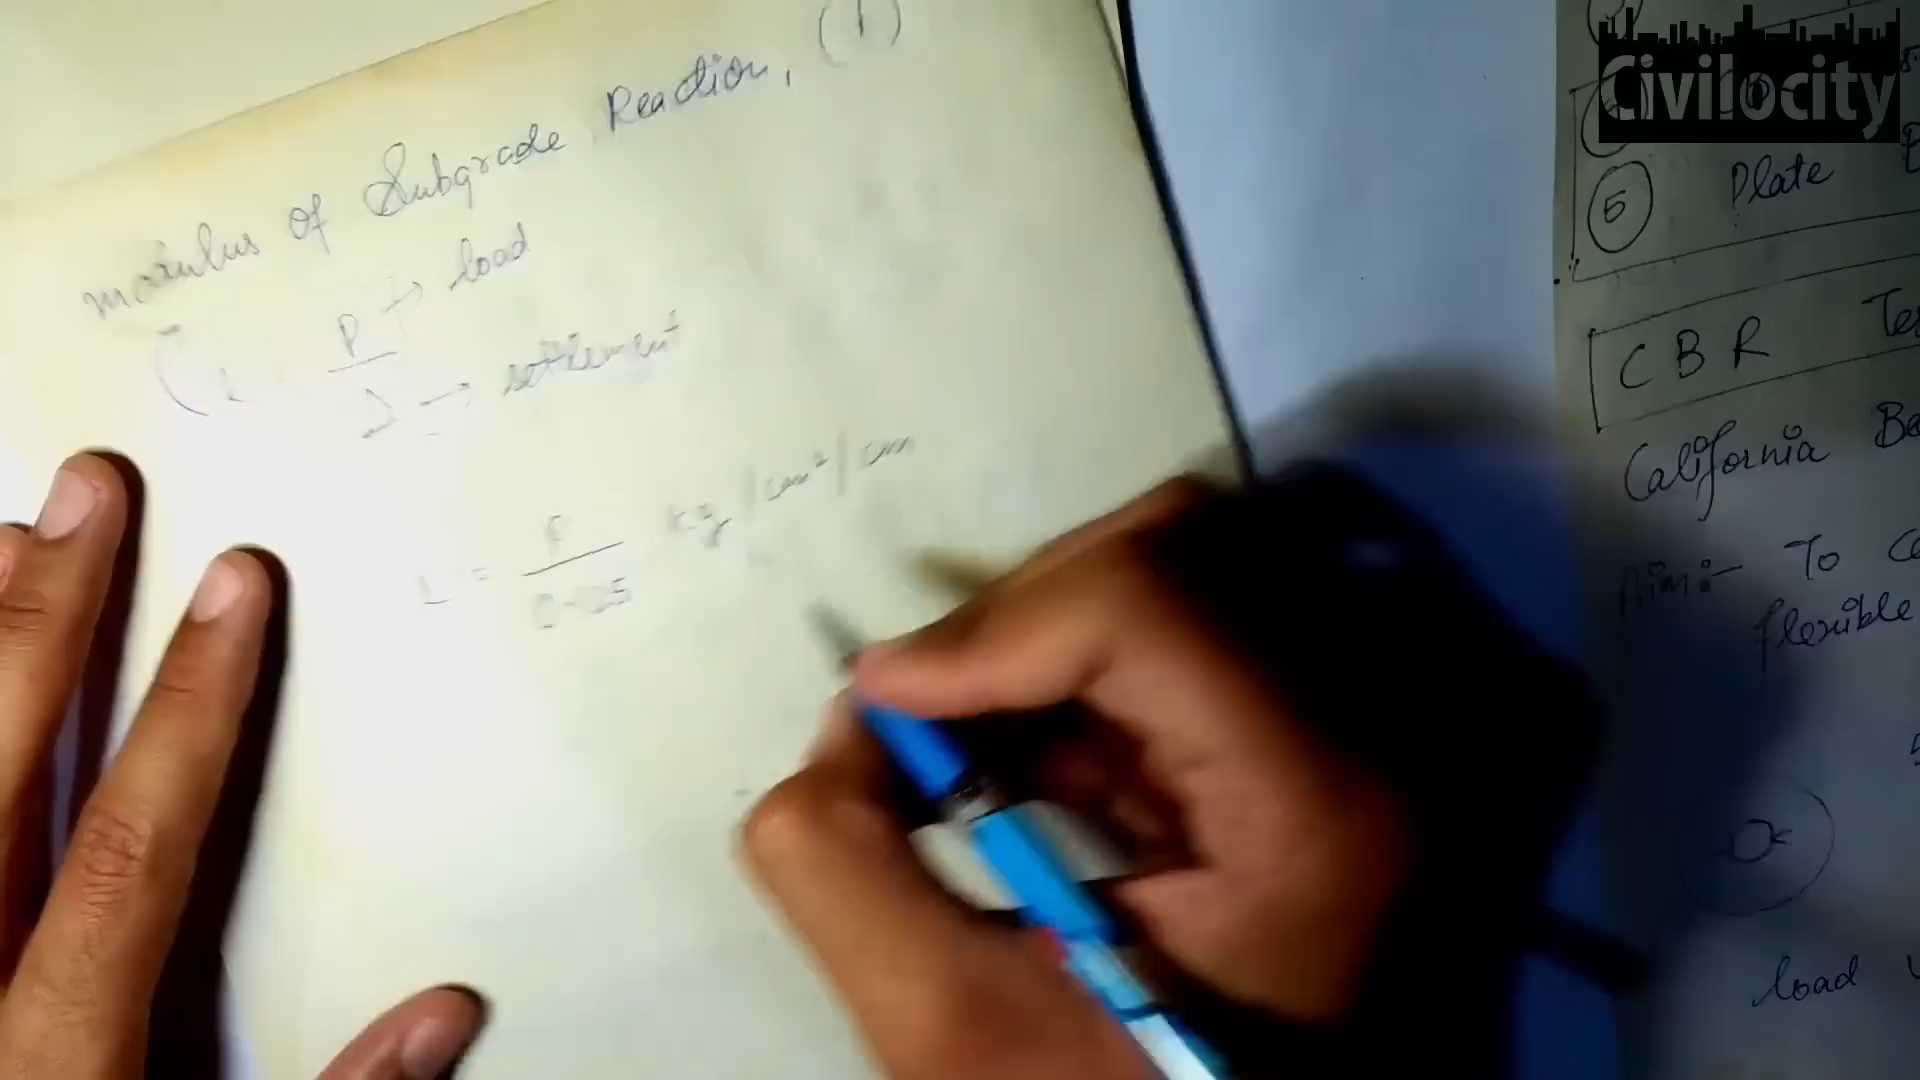 modulus of Subgrade Reaction, (1)
P → load
Δ → settlement
= P / 0.125 kg/cm²/cm
Civilocity
5 Plate
CBR Tes
California Be
Aim:- To
flexible
load